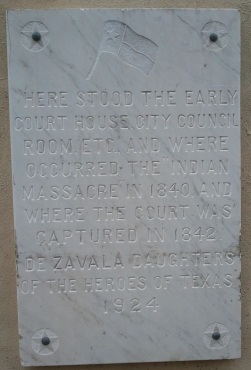 HERE STOOD THE EARLY
COURT HOUSE, CITY COUNCIL
ROOM, ETC. AND WHERE
OCCURRED THE INDIAN
MASSACRE IN 1840, AND
WHERE THE COURT WAS
CAPTURED IN 1842.
DE ZAVALA DAUGHTERS
OF THE HEROES OF TEXAS
1924